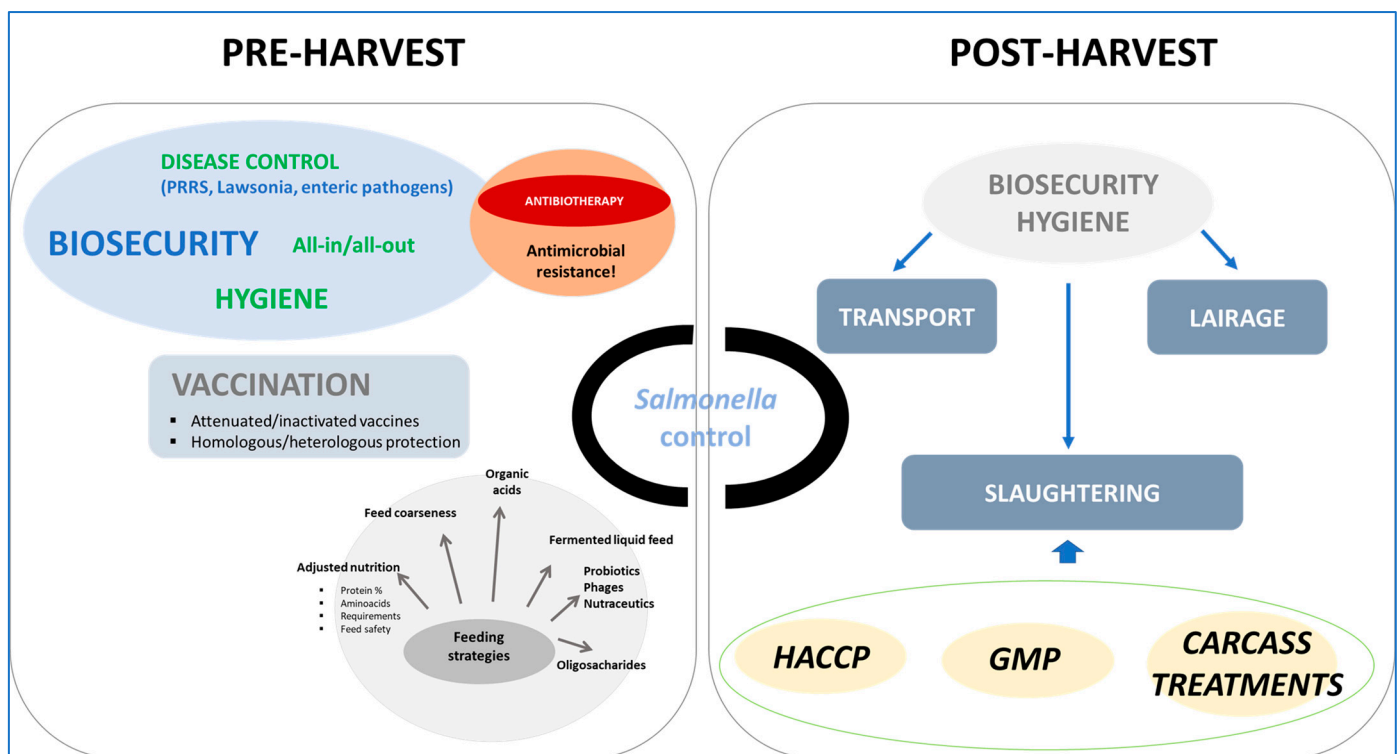 PRE-HARVEST
DISEASE CONTROL
(PRRS, Lawsonia, enteric pathogens)
BIOSECURITY
All-in/all-out
HYGIENE
ANTIBIOTHERAPY
Antimicrobial
resistance!
VACCINATION
▪ Attenuated/inactivated vaccines
▪ Homologous/heterologous protection
Organic
acids
Feed coarseness
Fermented liquid feed
Adjusted nutrition
▪ Protein %
▪ Aminoacids
▪ Requirements
▪ Feed safety
Probiotics
Phages
Nutraceutics
Feeding
strategies
Oligosacharides
Salmonella
control
POST-HARVEST
BIOSECURITY
HYGIENE
TRANSPORT
LAIRAGE
SLAUGHTERING
HACCP
GMP
CARCASS
TREATMENTS